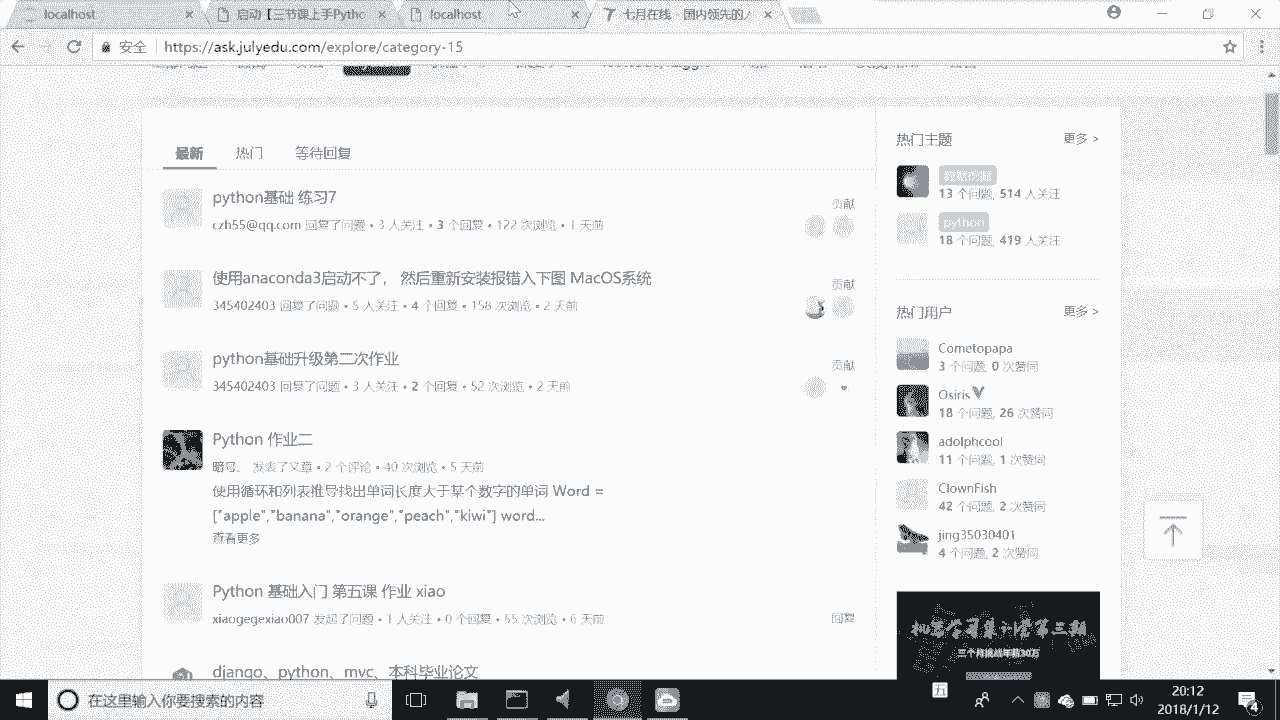 localhost
启动【三节课上手Pytho
localhost
七月在线 - 国内领先的人
安全
https://ask.julyedu.com/explore/category-15
最新
热门
等待回复
python基础 练习7
czh55@qq.com 回复了问题 • 3 人关注 • 3 个回复 • 122 次浏览 • 1 天前
贡献
使用anaconda3启动不了，然后重新安装报错入下图 MacOS系统
345402403 回复了问题 • 5 人关注 • 4 个回复 • 158 次浏览 • 2 天前
贡献
python基础升级第二次作业
345402403 回复了问题 • 3 人关注 • 2 个回复 • 52 次浏览 • 2 天前
贡献
Python 作业二
暗号、 发表了文章 • 2 个评论 • 40 次浏览 • 5 天前
使用循环和列表推导找出单词长度大于某个数字的单词 Word =
["apple","banana","orange","peach","kiwi"] word...
查看更多
Python 基础入门 第五课 作业 xiao
xiaogegexiao007 发起了问题 • 1 人关注 • 0 个回复 • 55 次浏览 • 6 天前
回复
django、python、mvc、本科毕业论文
热门主题
更多 >
数据挖掘
13 个问题, 514 人关注
python
18 个问题, 419 人关注
热门用户
更多 >
Cometopapa
3 个问题, 0 次赞同
Osiris
18 个问题, 26 次赞同
adolphcool
11 个问题, 1 次赞同
ClownFish
42 个问题, 2 次赞同
jing35030401
4 个问题, 2 次赞同
机器学习集训营第三期
三个月挑战年薪30万
在这里输入你要搜索的内容
五
20:12
2018/1/12
4